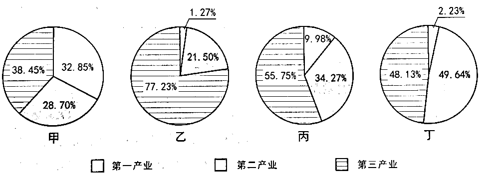 1.27%
2.23%
38.45% 32.85% 28.70%
21.50% 77.23%
9.98% 55.75% 34.27%
48.13% 49.64%
甲 乙 丙 丁
第一产业 第二产业 第三产业